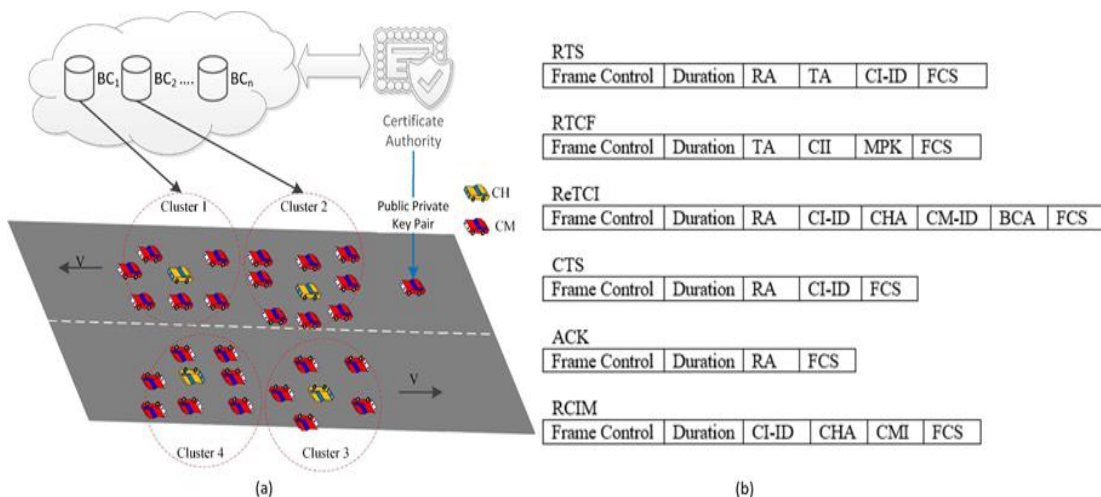 BC1 BC2 .... BCn
Certificate
Authority
Public Private
Key Pair
CH
CM
Cluster 1
Cluster 2
V
V
Cluster 4
Cluster 3
(a)
RTS
Frame Control Duration RA TA CI-ID FCS
RTCF
Frame Control Duration TA CII MPK FCS
ReTCI
Frame Control Duration RA CI-ID CHA CM-ID BCA FCS
CTS
Frame Control Duration RA CI-ID FCS
ACK
Frame Control Duration RA FCS
RCIM
Frame Control Duration CI-ID CHA CMI FCS
(b)